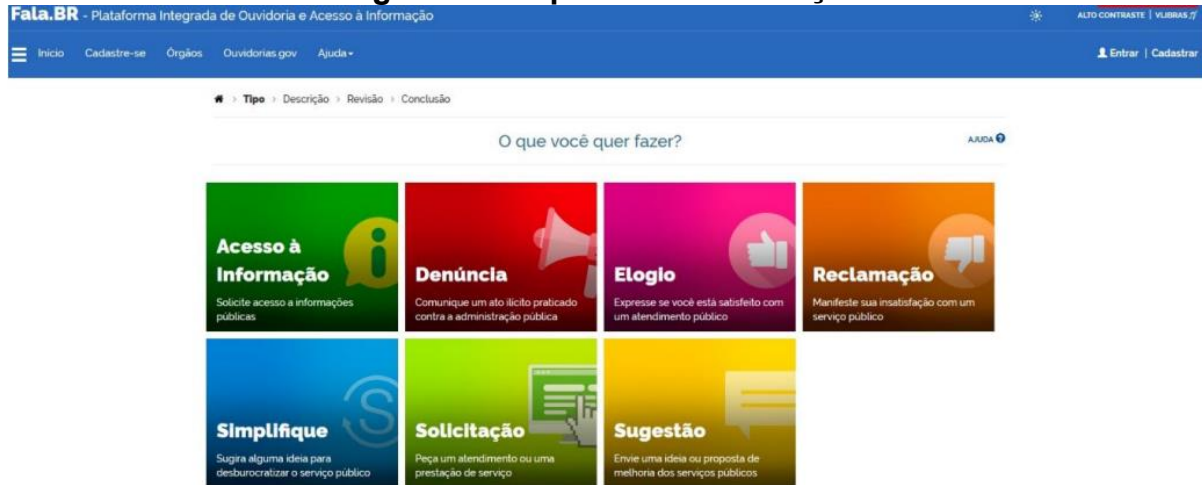 Fala.BR - Plataforma Integrada de Ouvidoria e Acesso à Informação
ALTO CONTRASTE | VLIBRAS
Início Cadastre-se Órgãos Ouvidorias.gov Ajuda
Entrar | Cadastrar
> Tipo > Descrição > Revisão > Conclusão
O que você quer fazer?
AJUDA ?
Acesso à
Informação
Solicite acesso a informações
públicas
Denúncia
Comunique um ato ilícito praticado
contra a administração pública
Elogio
Expresse se você está satisfeito com
um atendimento público
Reclamação
Manifeste sua insatisfação com um
serviço público
Simplifique
Sugira alguma ideia para
desburocratizar o serviço público
Solicitação
Peça um atendimento ou uma
prestação de serviço
Sugestão
Envie uma ideia ou proposta de
melhoria dos serviços públicos